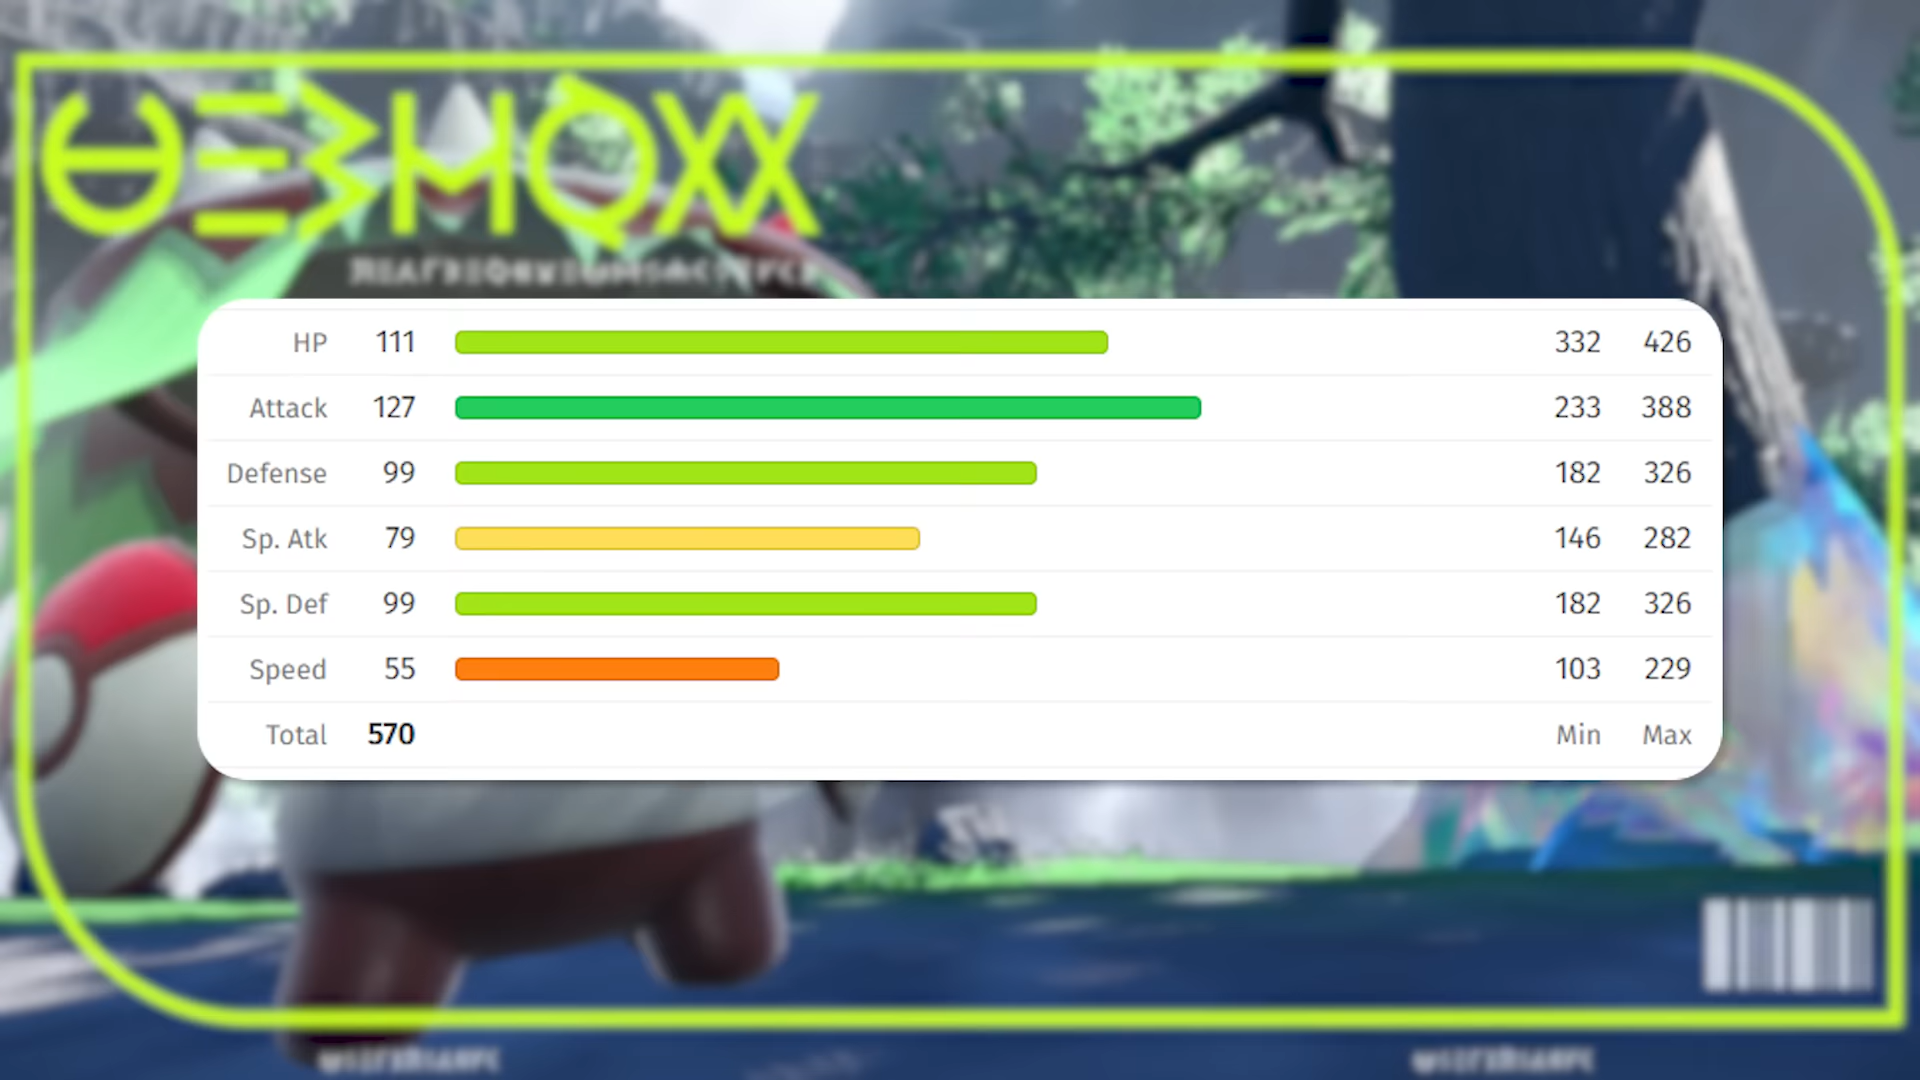 HP 111 332 426
Attack 127 233 388
Defense 99 182 326
Sp. Atk 79 146 282
Sp. Def 99 182 326
Speed 55 103 229
Total 570 Min Max